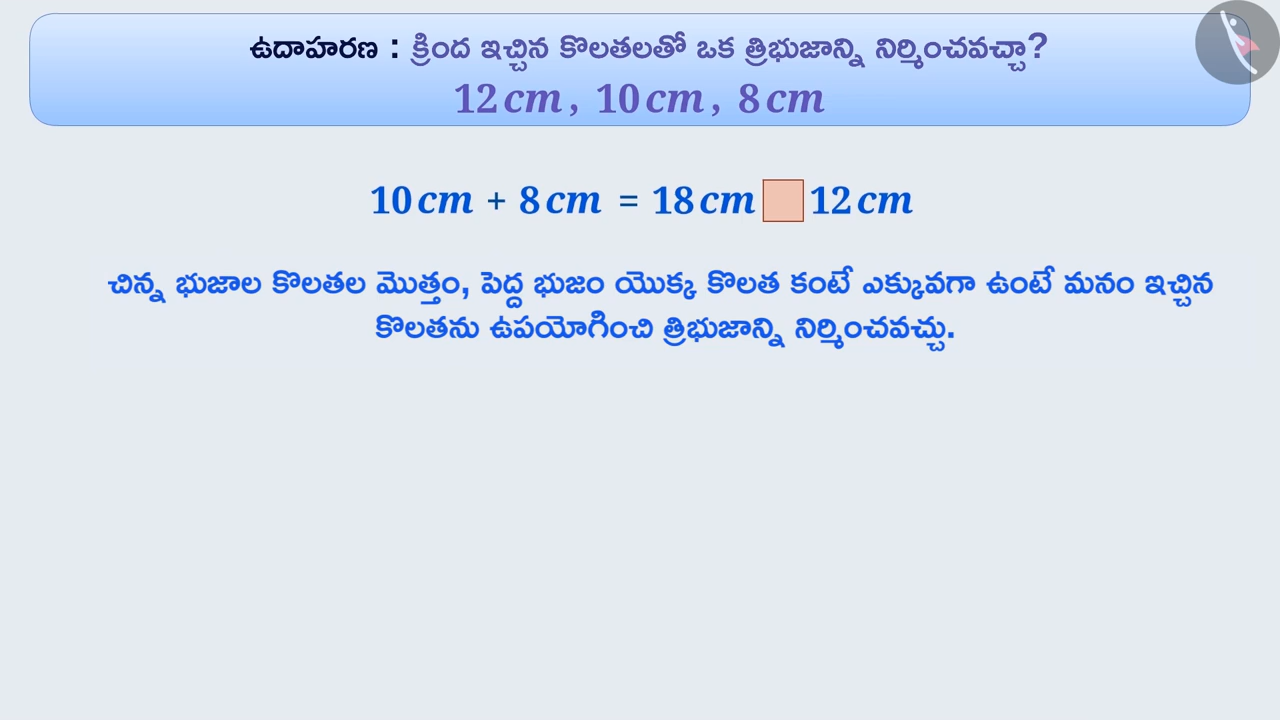 ఉదాహరణ : క్రింద ఇచ్చిన కొలతలతో ఒక త్రిభుజాన్ని నిర్మించవచ్చా?
12 cm , 10 cm , 8 cm
10 cm + 8 cm = 18 cm 12 cm
చిన్న భుజాల కొలతల మొత్తం, పెద్ద భుజం యొక్క కొలత కంటే ఎక్కువగా ఉంటే మనం ఇచ్చిన
కొలతను ఉపయోగించి త్రిభుజాన్ని నిర్మించవచ్చు.